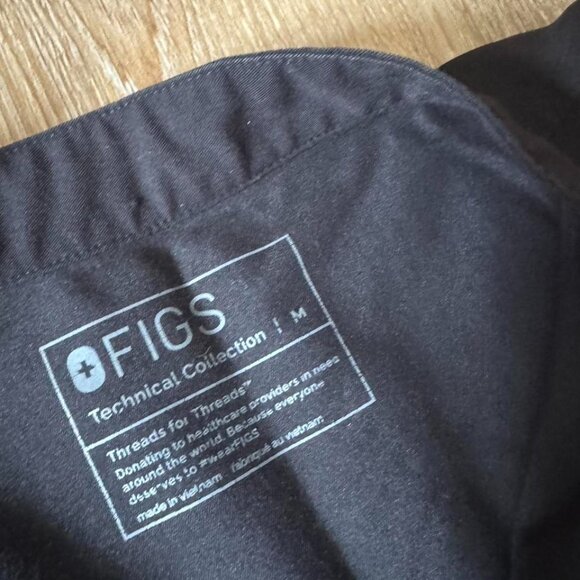 FIGS
Technical Collection | M
Threads for Threads™
Donating to healthcare providers in need
around the world. Because everyone
deserves to #wearFIGS
made in vietnam fabriqué au vietnam